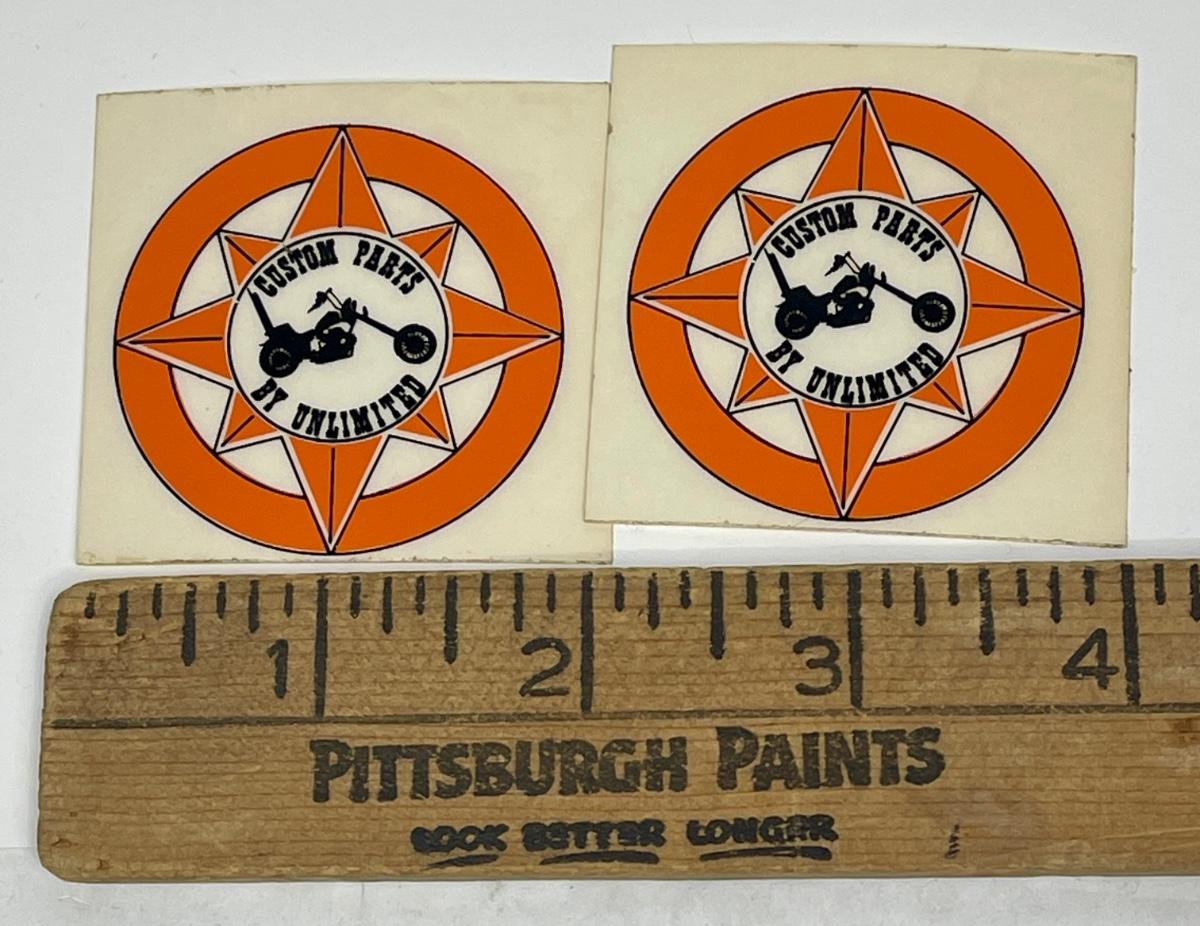 CUSTOM PARTS
BY UNLIMITED
CUSTOM PARTS
BY UNLIMITED
1 2 3 4
PITTSBURGH PAINTS
LOOK BETTER LONGER